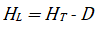 H_L = H_T - D